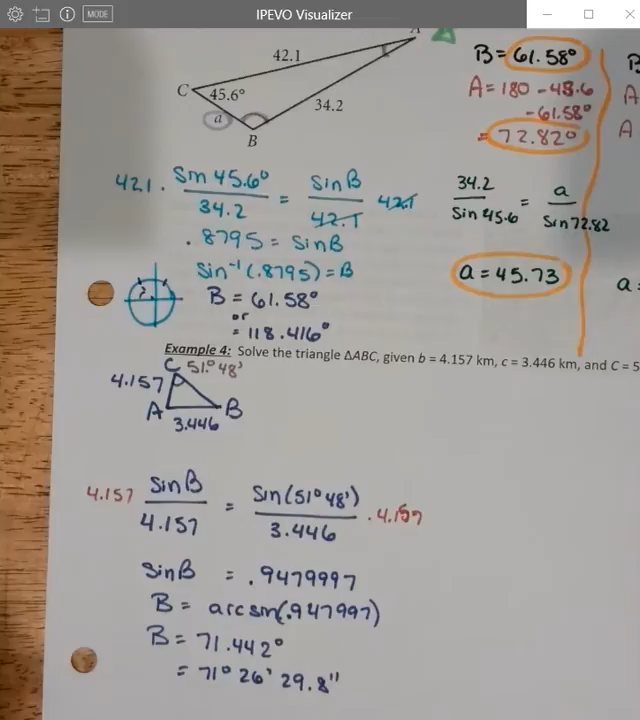 IPEVO Visualizer
MODE
A
42.1
C
45.6°
34.2
a
B
B = 61.58°
A = 180 - 45.6
-61.58°
= 72.82°
42.1 · Sin 45.6° / 34.2 = Sin B / 42.1 42.1
.8795 = Sin B
Sin⁻¹ (.8795) = B
B = 61.58°
or
= 118.416°
34.2 / Sin 45.6 = a / Sin 72.82
a = 45.73
B
A
A
a =
Example 4: Solve the triangle ΔABC, given b = 4.157 km, c = 3.446 km, and C = 5
C 51° 48'
4.157
A B
3.446
4.157 Sin B / 4.157 = Sin (51° 48') / 3.446 · 4.157
Sin B = .9479997
B = arcsin(.947997)
B = 71.442°
= 71° 26' 29.8"